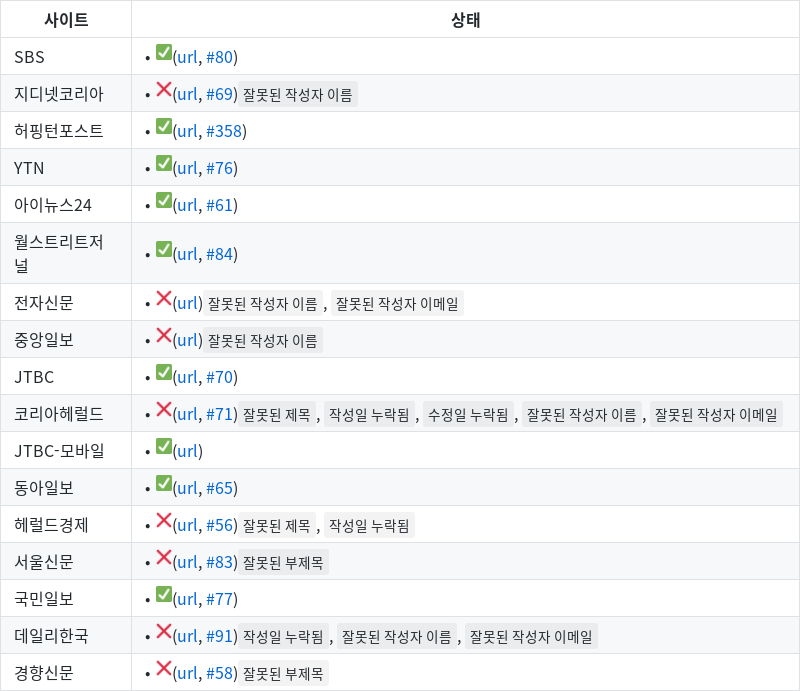 사이트 상태
SBS • ✅(url, #80)
지디넷코리아 • ❌(url, #69) 잘못된 작성자 이름
허핑턴포스트 • ✅(url, #358)
YTN • ✅(url, #76)
아이뉴스24 • ✅(url, #61)
월스트리트저
널 • ✅(url, #84)
전자신문 • ❌(url) 잘못된 작성자 이름 , 잘못된 작성자 이메일
중앙일보 • ❌(url) 잘못된 작성자 이름
JTBC • ✅(url, #70)
코리아헤럴드 • ❌(url, #71) 잘못된 제목 , 작성일 누락됨 , 수정일 누락됨 , 잘못된 작성자 이름 , 잘못된 작성자 이메일
JTBC-모바일 • ✅(url)
동아일보 • ✅(url, #65)
헤럴드경제 • ❌(url, #56) 잘못된 제목 , 작성일 누락됨
서울신문 • ❌(url, #83) 잘못된 부제목
국민일보 • ✅(url, #77)
데일리한국 • ❌(url, #91) 작성일 누락됨 , 잘못된 작성자 이름 , 잘못된 작성자 이메일
경향신문 • ❌(url, #58) 잘못된 부제목